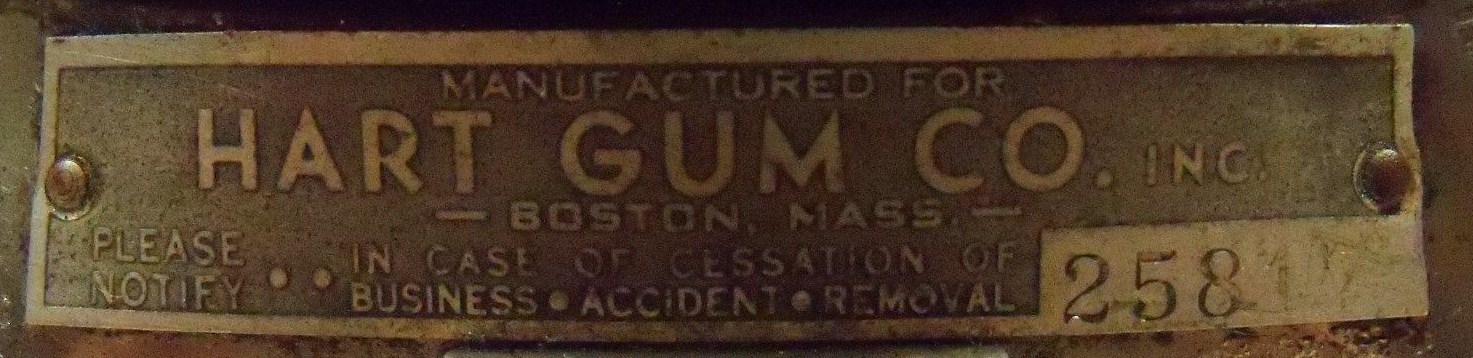 MANUFACTURED FOR
HART GUM CO. INC.
— BOSTON, MASS. —
PLEASE NOTIFY • • IN CASE OF CESSATION OF
BUSINESS • ACCIDENT • REMOVAL
258